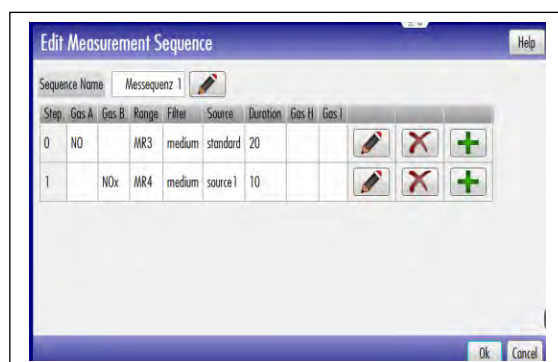 Edit Measurement Sequence Help
Sequence Name Messequenz 1
Step Gas A Gas B Range Filter Source Duration Gas H Gas I
0 NO MR3 medium standard 20
1 NOx MR4 medium source1 10
Ok Cancel